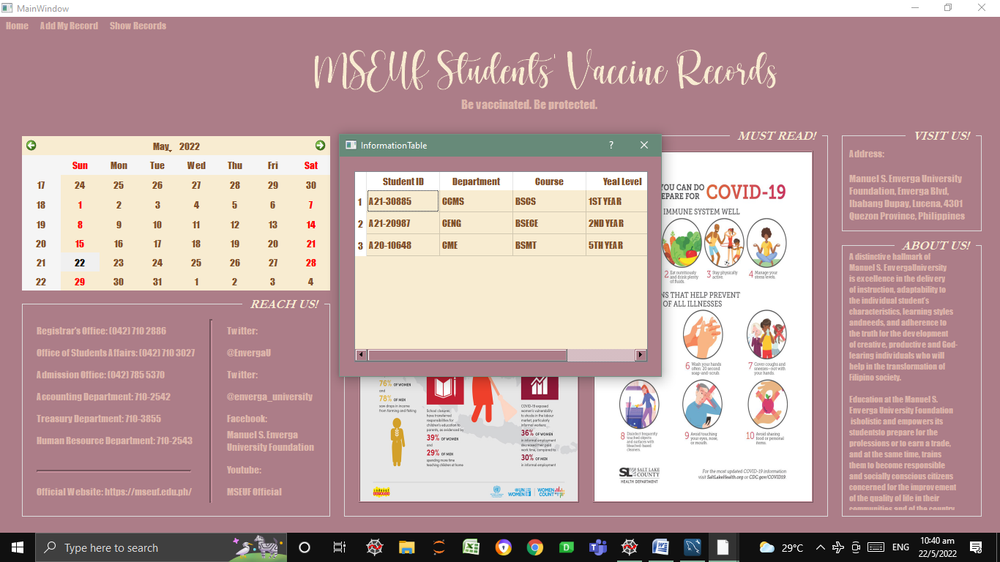 MainWindow
Home Add My Record Show Records
MSEUf Students' Vaccine Records
Be vaccinated. Be protected.
May, 2022
Sun Mon Tue Wed Thu Fri Sat
17 24 25 26 27 28 29 30
18 1 2 3 4 5 6 7
19 8 9 10 11 12 13 14
20 15 16 17 18 19 20 21
21 22 23 24 25 26 27 28
22 29 30 31 1 2 3 4
REACH US!
Registrar's Office: (042) 710 2886
Office of Students Affairs: (042) 710 3027
Admission Office: (042) 785 5370
Accounting Department: 710-2542
Treasury Department: 710-3855
Human Resource Department: 710-2543
Official Website: https://mseuf.edu.ph/
Twitter:
@EnvergaU
Twitter:
@enverga_university
Facebook:
Manuel S. Enverga
University Foundation
Youtube:
MSEUF Official
InformationTable
Student ID Department Course Yeal Level
1 A21-30885 CCMS BSCS 1ST YEAR
2 A21-20987 CENG BSECE 2ND YEAR
3 A20-10648 CME BSMT 5TH YEAR
76% OF WOMEN
and
78% OF MEN
saw drops in income
from farming and fishing
School closures
have transferred
responsibilities for
children's education to
parents, as evidenced by
39% OF WOMEN
and
29% OF MEN
spending more time
teaching children at home
COVID-19 exposed
women's vulnerability
to shocks in the labour
market, particularly
informal workers.
36% OF WOMEN
in informal employment
decreased their paid
work time, compared to
30% OF MEN
in informal employment
UN
WOMEN
WOMEN
COUNT
MUST READ!
YOU CAN DO
EPARE FOR COVID-19
IMMUNE SYSTEM WELL
2 Eat nutritiously
and drink plenty
of fluids.
3 Stay physically
active.
4 Manage your
stress levels.
NS THAT HELP PREVENT
OF ALL ILLNESSES
6 Wash your hands
often: 20 second
soap-and-scrub.
7 Cover coughs and
sneezes—not with
your hands.
8 Disinfect frequently
touched objects
and surfaces with
bleached-based
cleaners.
9 Avoid touching
your eyes, nose,
or mouth.
10 Avoid sharing
food or personal
items.
SL SALT LAKE
COUNTY
HEALTH DEPARTMENT
For the most updated COVID-19 information
visit SaltLakeHealth.org or CDC.gov/COVID19.
VISIT US!
Address:
Manuel S. Enverga University
Foundation, Enverga Blvd,
Ibabang Dupay, Lucena, 4301
Quezon Province, Philippines
ABOUT US!
A distinctive hallmark of
Manuel S. EnvergaUniversity
is excellence in the delivery
of instruction, adaptability to
the individual student's
characteristics, learning styles
andneeds, and adherence to
the truth for the development
of creative, productive and God-
fearing individuals who will
help in the transformation of
Filipino society.
Education at the Manuel S.
Enverga University Foundation
isholistic and empowers its
studentsto prepare for the
professions or to earn a trade,
and at the same time, trains
them to become responsible
and socially conscious citizens
concerned for the improvement
of the quality of life in their
communities and of the country
Type here to search
29°C
ENG
10:40 am
22/5/2022